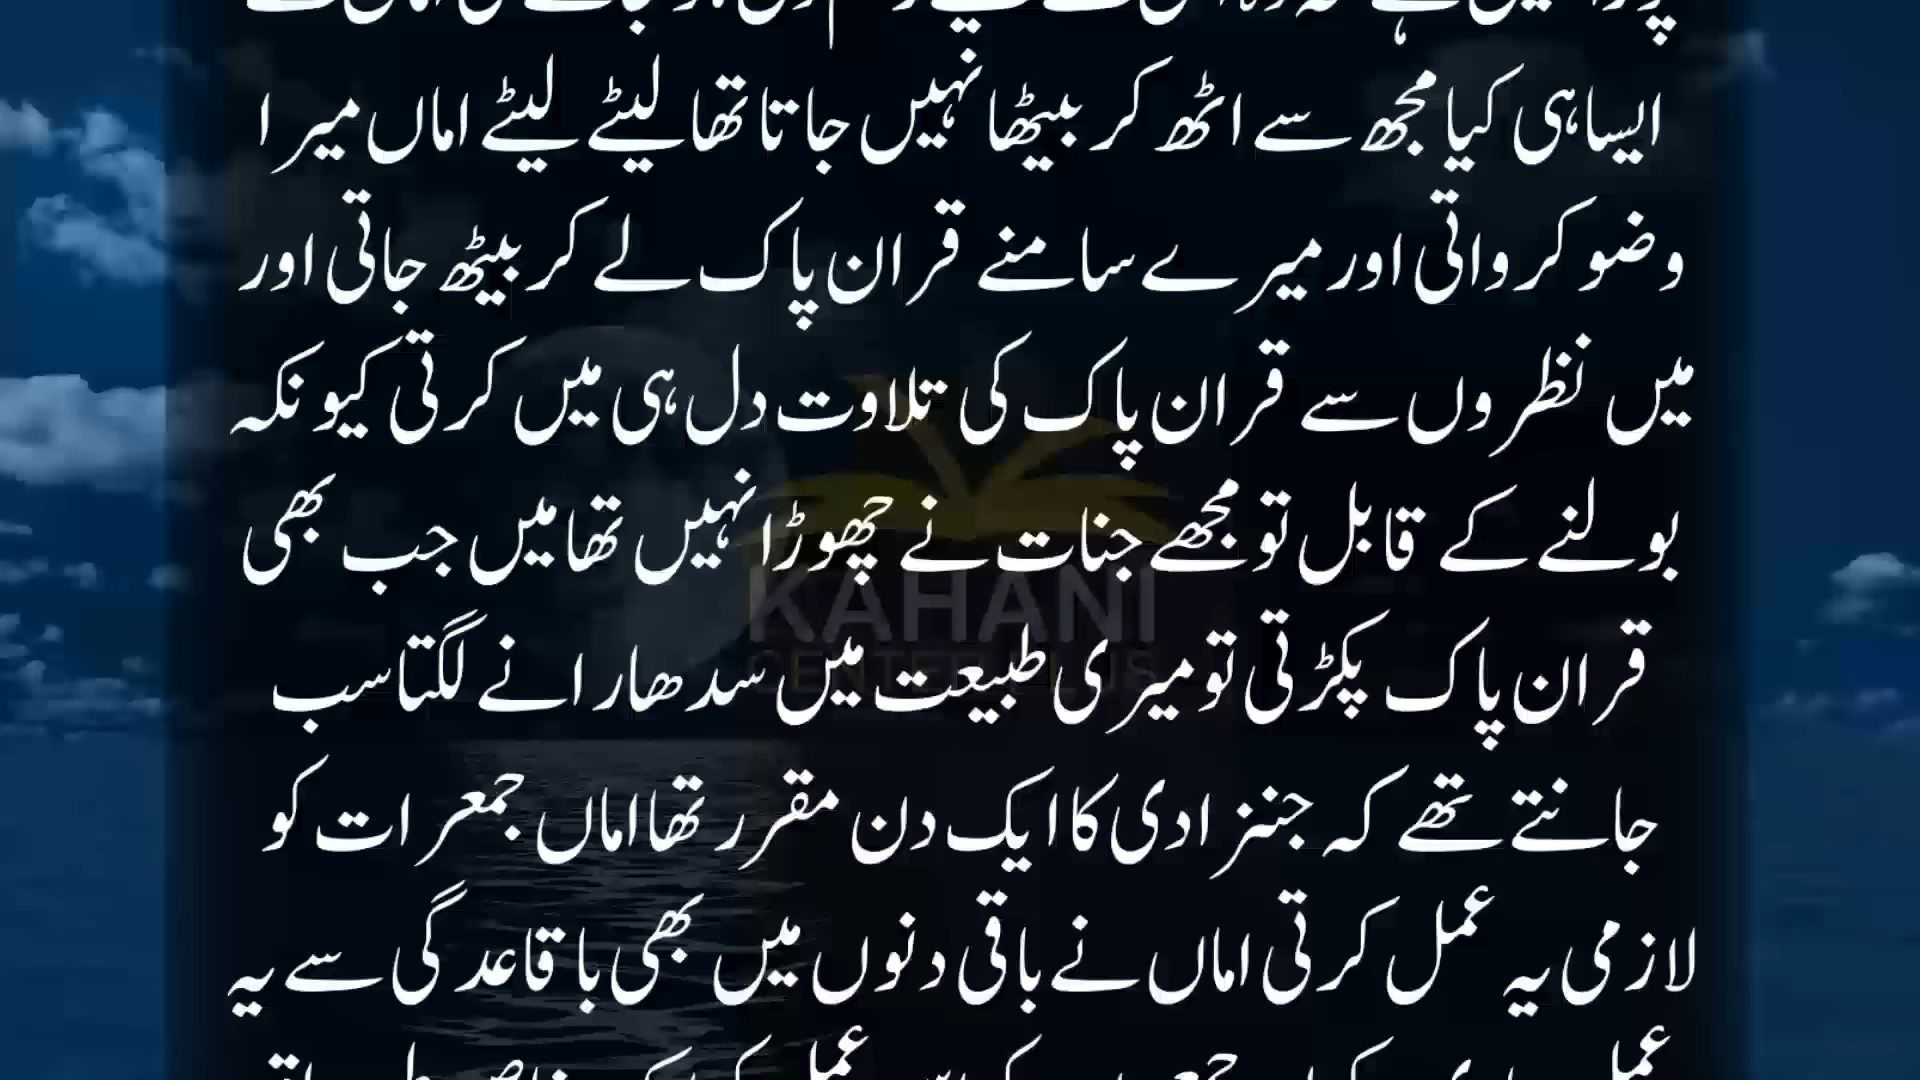 ایسا ہی کیا مجھ سے اٹھ کر بیٹھا نہیں جاتا تھا لیٹے لیٹے اماں میرا
وضو کرواتی اور میرے سامنے قران پاک لے کر بیٹھ جاتی اور
میں نظروں سے قران پاک کی تلاوت دل ہی میں کرتی کیونکہ
بولنے کے قابل تو مجھے جنات نے چھوڑا نہیں تھا میں جب بھی
KAHANI
CENTER PLUS
قران پاک پکڑتی تو میری طبیعت میں سدھار انے لگتا سب
جانتے تھے کہ جننزادی کا ایک دن مقرر تھا اماں جمعرات کو
لازمی یہ عمل کرتی اماں نے باقی دنوں میں بھی باقاعدگی سے یہ